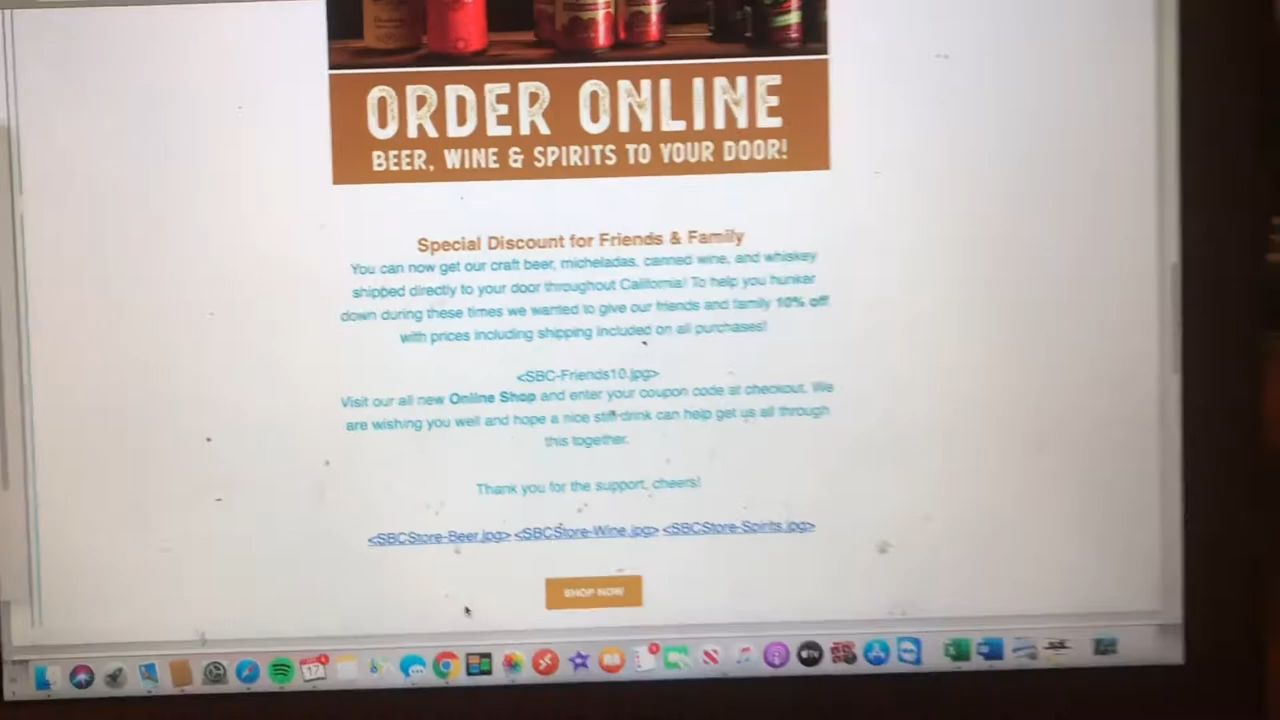 ORDER ONLINE
BEER, WINE & SPIRITS TO YOUR DOOR!
Special Discount for Friends & Family
You can now get our craft beer, micheladas, canned wine, and whiskey
shipped directly to your door throughout California! To help you hunker
down during these times we wanted to give our friends and family 10% off
with prices including shipping included on all purchases!
<SBC-Friends10.jpg>
Visit our all new Online Shop and enter your coupon code at checkout. We
are wishing you well and hope a nice stiff drink can help get us all through
this together.
Thank you for the support, cheers!
<SBCStore-Beer.jpg> <SBCStore-Wine.jpg> <SBCStore-Spirits.jpg>
SHOP NOW
17